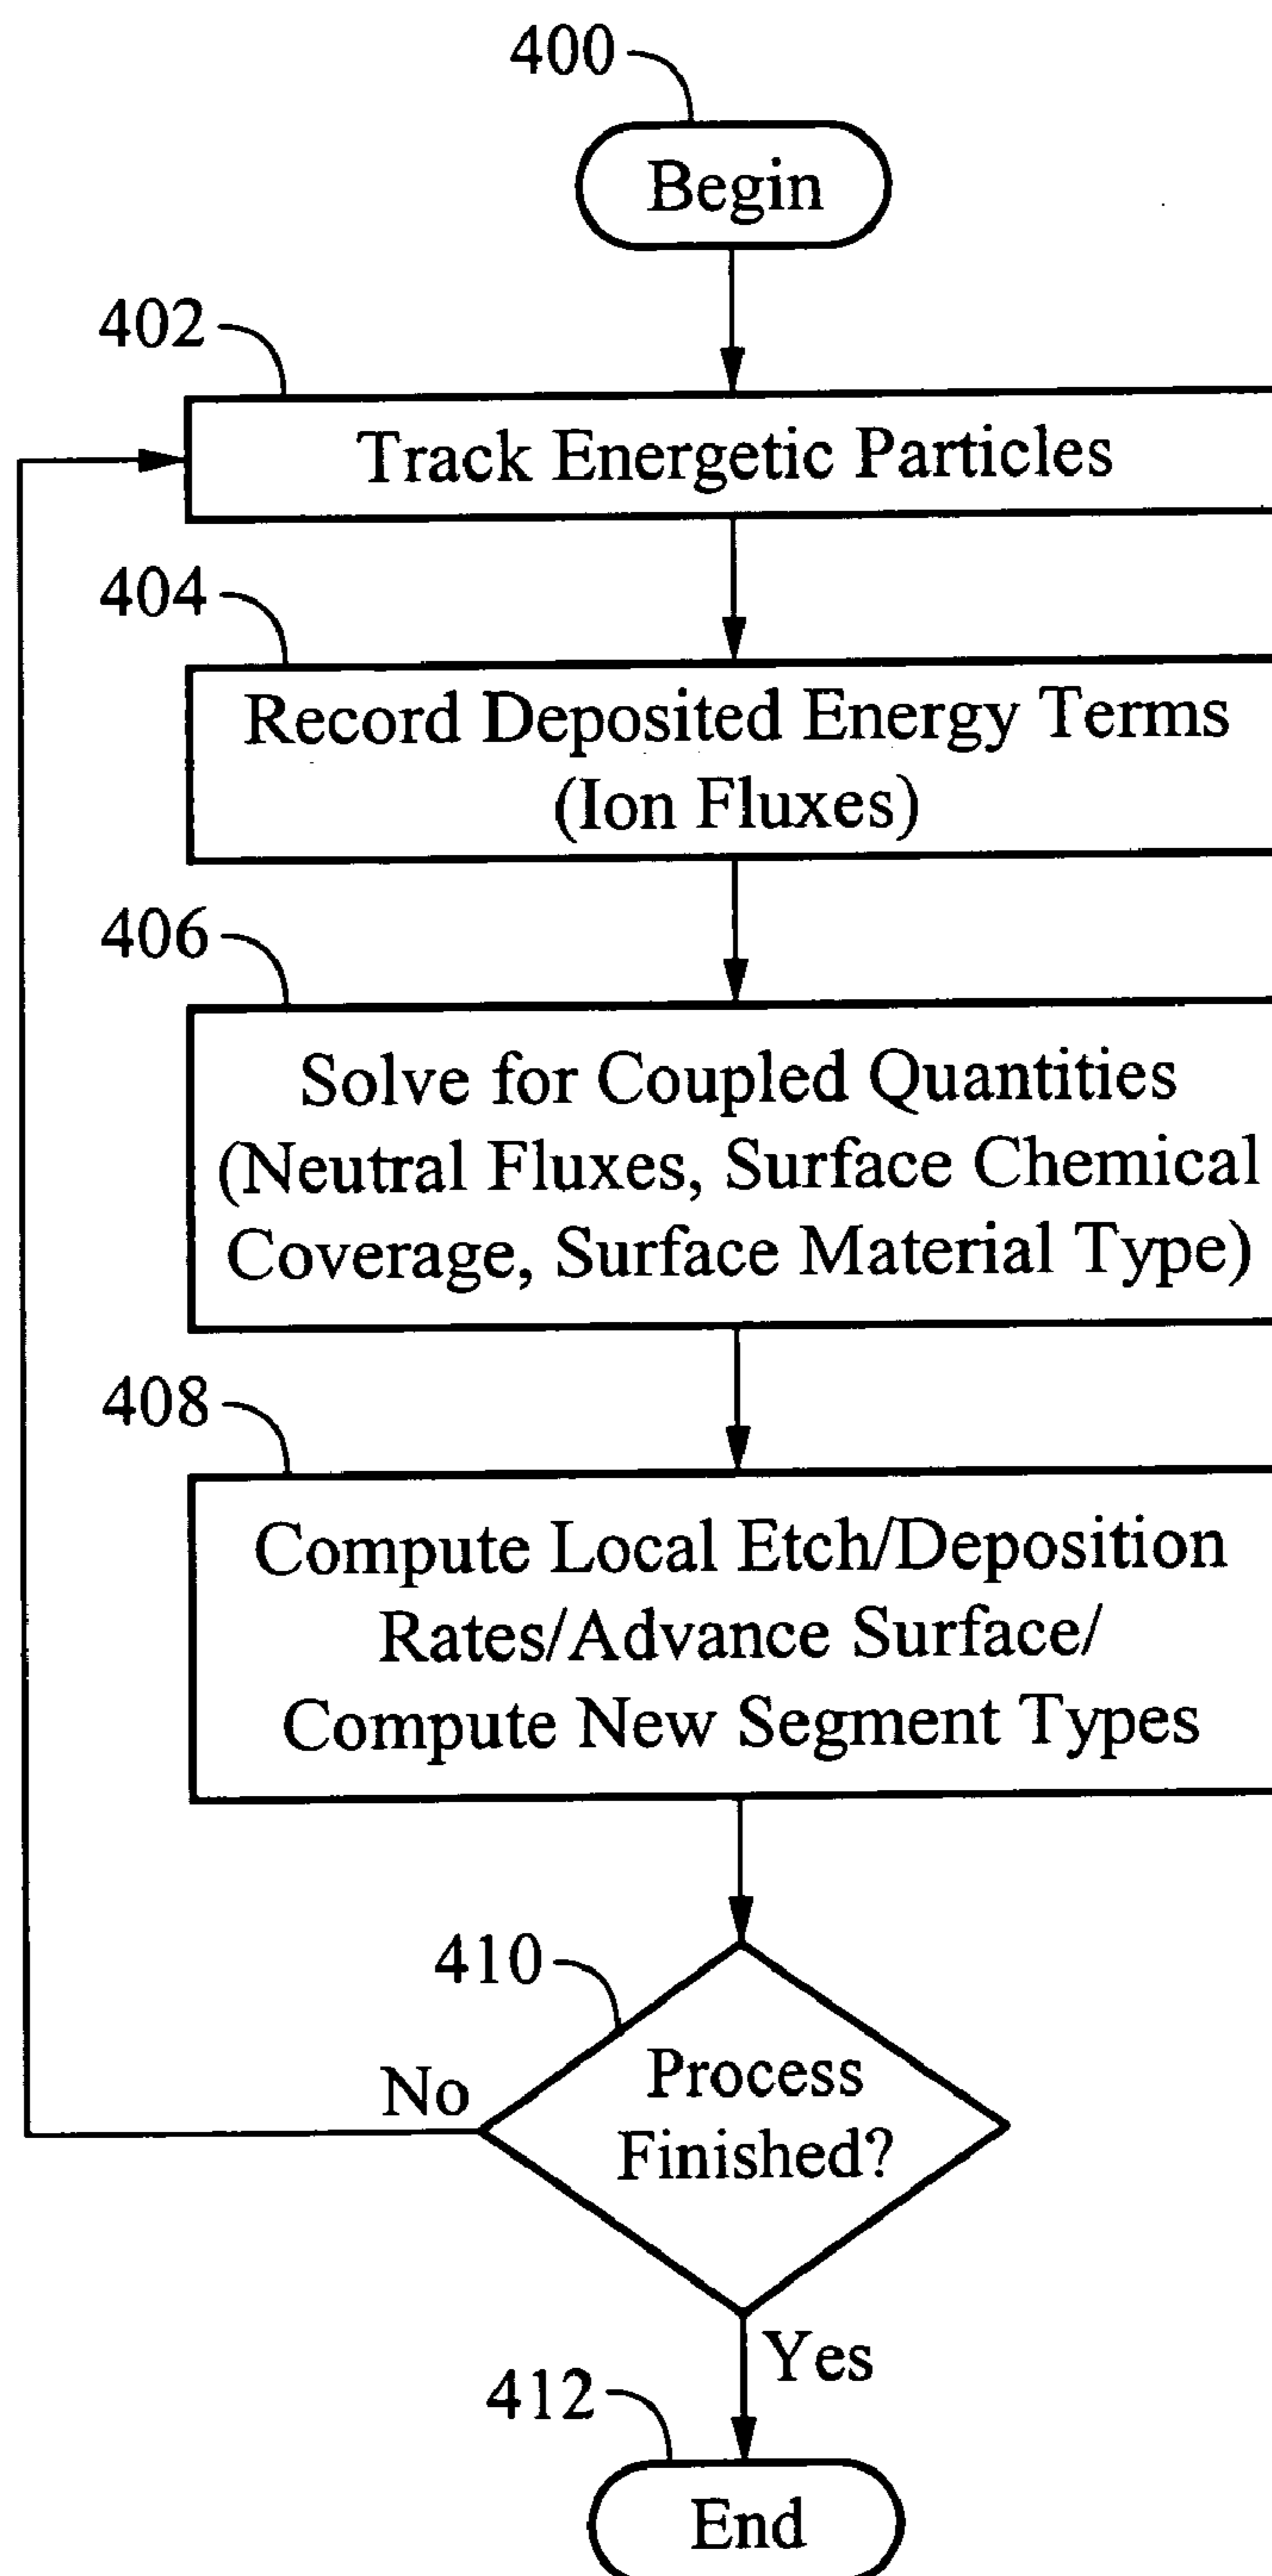 400
Begin
402
Track Energetic Particles
404
Record Deposited Energy Terms
(Ion Fluxes)
406
Solve for Coupled Quantities
(Neutral Fluxes, Surface Chemical
Coverage, Surface Material Type)
408
Compute Local Etch/Deposition
Rates/Advance Surface/
Compute New Segment Types
410
Process
Finished?
No
Yes
412
End